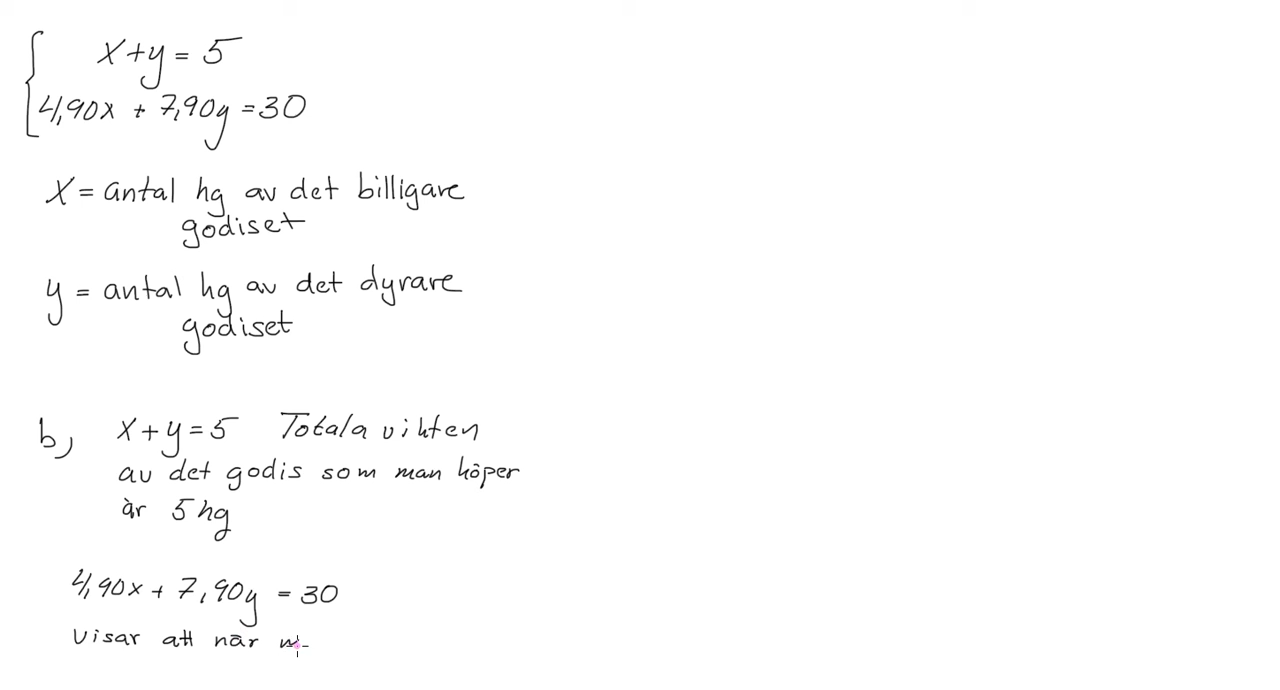 x+y = 5
4,90x + 7,90y = 30
x = antal hg av det billigare
godiset
y = antal hg av det dyrare
godiset
b) x+y=5 Totala vikten
av det godis som man köper
är 5 hg
4,90x + 7,90y = 30
visar att när